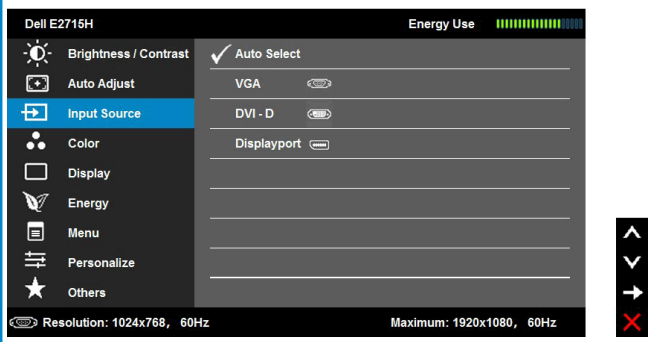 Dell E2715H Energy Use
Brightness / Contrast Auto Select
Auto Adjust VGA
Input Source DVI - D
Color Displayport
Display
Energy
Menu
Personalize
Others
Resolution: 1024x768, 60Hz Maximum: 1920x1080, 60Hz